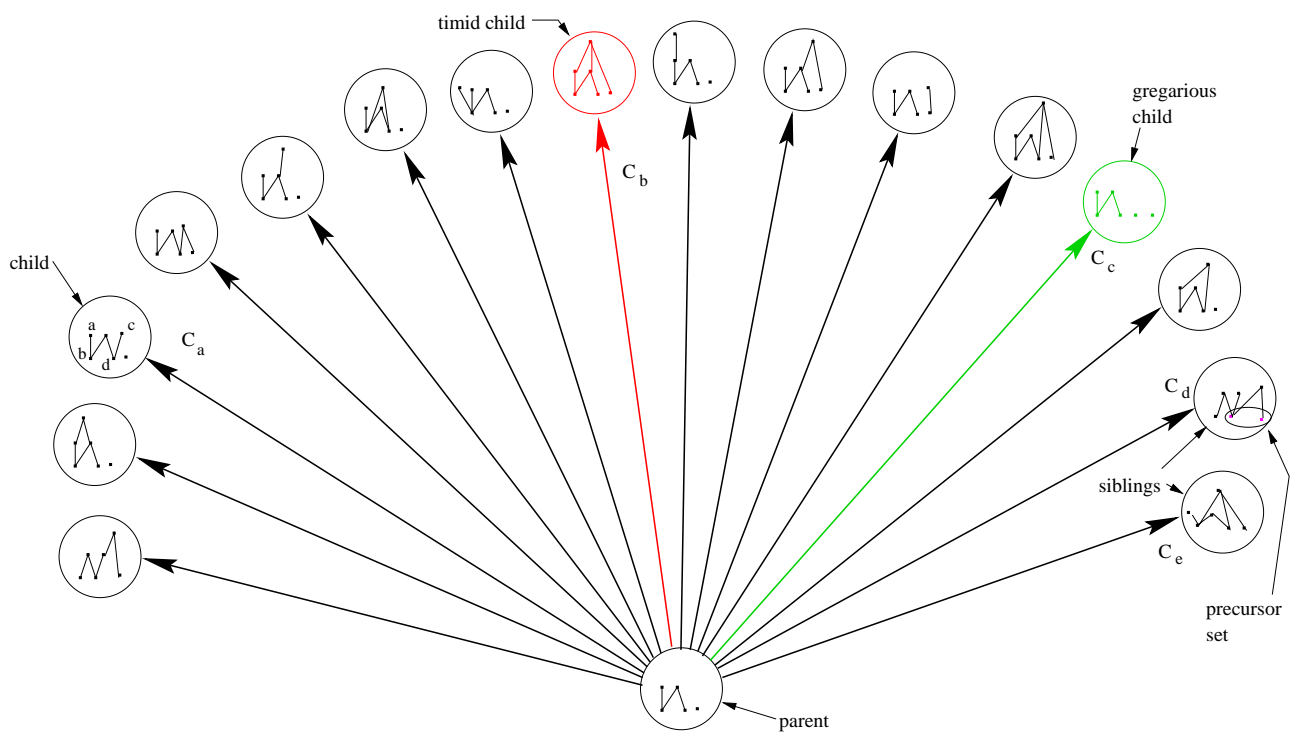 timid child
gregarious
child
C b
child
C c
a
c
b
d
C a
C d
siblings
C e
precursor
set
parent